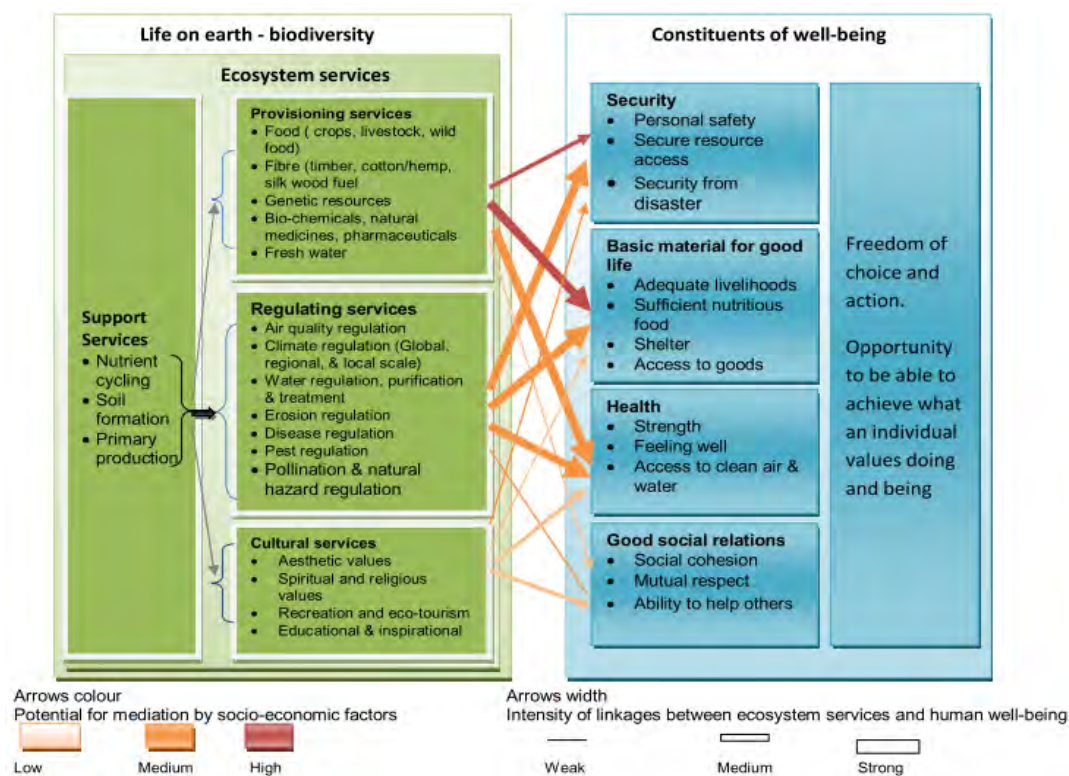 Life on earth - biodiversity
Ecosystem services
Support
Services
• Nutrient
cycling
• Soil
formation
• Primary
production
Provisioning services
• Food ( crops, livestock, wild
food)
• Fibre (timber, cotton/hemp,
silk wood fuel
• Genetic resources
• Bio-chemicals, natural
medicines, pharmaceuticals
• Fresh water
Regulating services
• Air quality regulation
• Climate regulation (Global,
regional, & local scale)
• Water regulation, purification
& treatment
• Erosion regulation
• Disease regulation
• Pest regulation
• Pollination & natural
hazard regulation
Cultural services
• Aesthetic values
• Spiritual and religious
values
• Recreation and eco-tourism
• Educational & inspirational
Constituents of well-being
Security
• Personal safety
• Secure resource
access
• Security from
disaster
Basic material for good
life
• Adequate livelihoods
• Sufficient nutritious
food
• Shelter
• Access to goods
Health
• Strength
• Feeling well
• Access to clean air &
water
Good social relations
• Social cohesion
• Mutual respect
• Ability to help others
Freedom of
choice and
action.
Opportunity
to be able to
achieve what
an individual
values doing
and being
Arrows colour
Potential for mediation by socio-economic factors
Low Medium High
Arrows width
Intensity of linkages between ecosystem services and human well-being
Weak Medium Strong